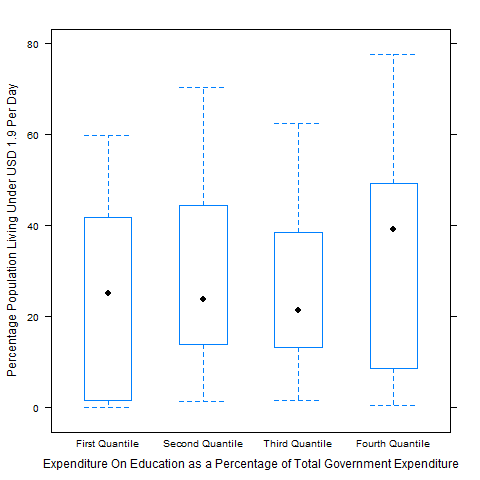 Percentage Population Living Under USD 1.9 Per Day
80
60
40
20
0
First Quantile Second Quantile Third Quantile Fourth Quantile
Expenditure On Education as a Percentage of Total Government Expenditure